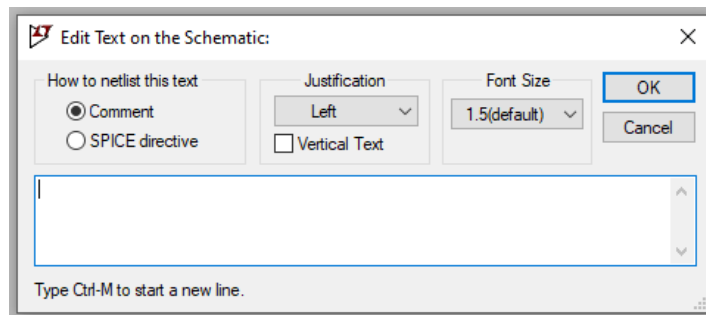 Edit Text on the Schematic:
How to netlist this text
Comment
SPICE directive
Justification
Left
Vertical Text
Font Size
1.5(default)
OK
Cancel
Type Ctrl-M to start a new line.